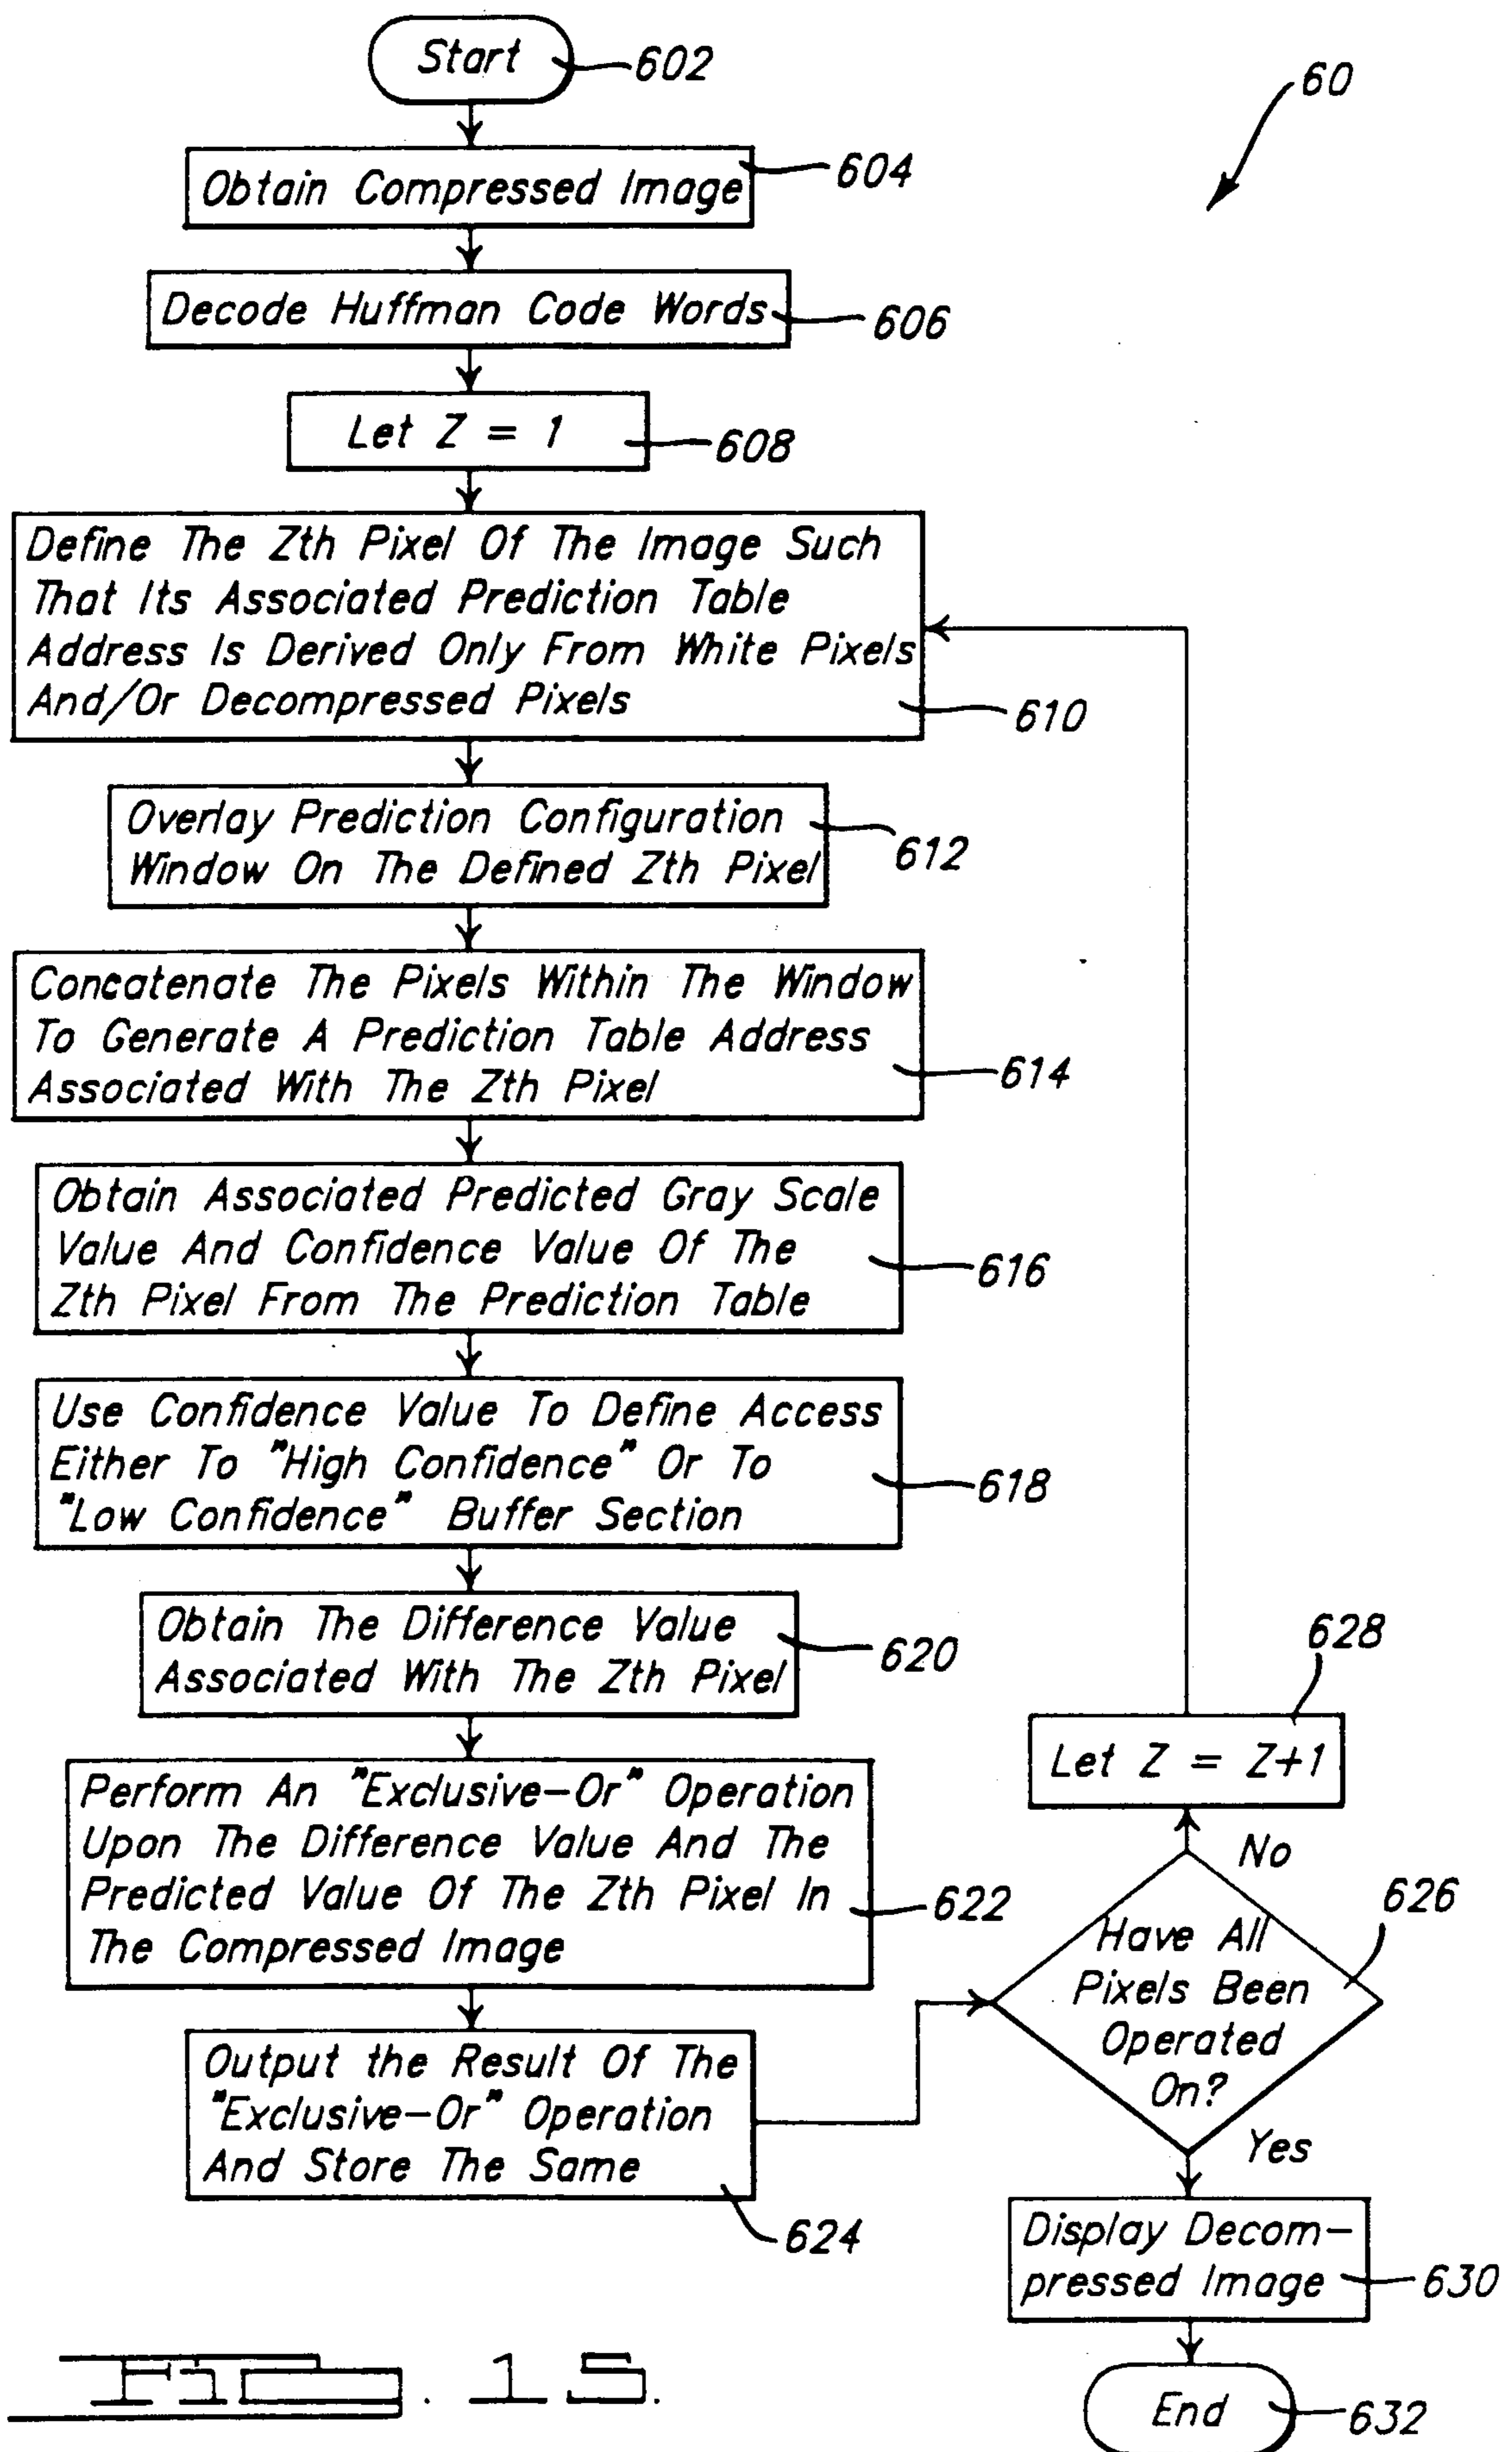 Start
602
60
Obtain Compressed Image
604
Decode Huffman Code Words
606
Let Z = 1
608
Define The Zth Pixel Of The Image Such
That Its Associated Prediction Table
Address Is Derived Only From White Pixels
And/Or Decompressed Pixels
610
Overlay Prediction Configuration
Window On The Defined Zth Pixel
612
Concatenate The Pixels Within The Window
To Generate A Prediction Table Address
Associated With The Zth Pixel
614
Obtain Associated Predicted Gray Scale
Value And Confidence Value Of The
Zth Pixel From The Prediction Table
616
Use Confidence Value To Define Access
Either To "High Confidence" Or To
"Low Confidence" Buffer Section
618
Obtain The Difference Value
Associated With The Zth Pixel
620
Perform An "Exclusive-Or" Operation
Upon The Difference Value And The
Predicted Value Of The Zth Pixel In
The Compressed Image
622
Output the Result Of The
"Exclusive-Or" Operation
And Store The Same
624
628
Let Z = Z+1
No
626
Have All
Pixels Been
Operated
On?
Yes
Display Decom-
pressed Image
630
End
632
FIG. 15.